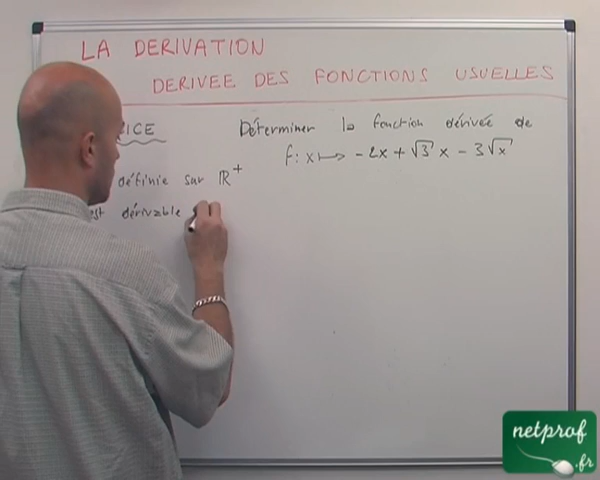 LA DERIVATION
DERIVEE DES FONCTIONS USUELLES
ICE
Déterminer la fonction dérivée de
f: x ↦ -2x + √3 x - 3√x
définie sur ℝ⁺
est dérivable
netprof
.fr